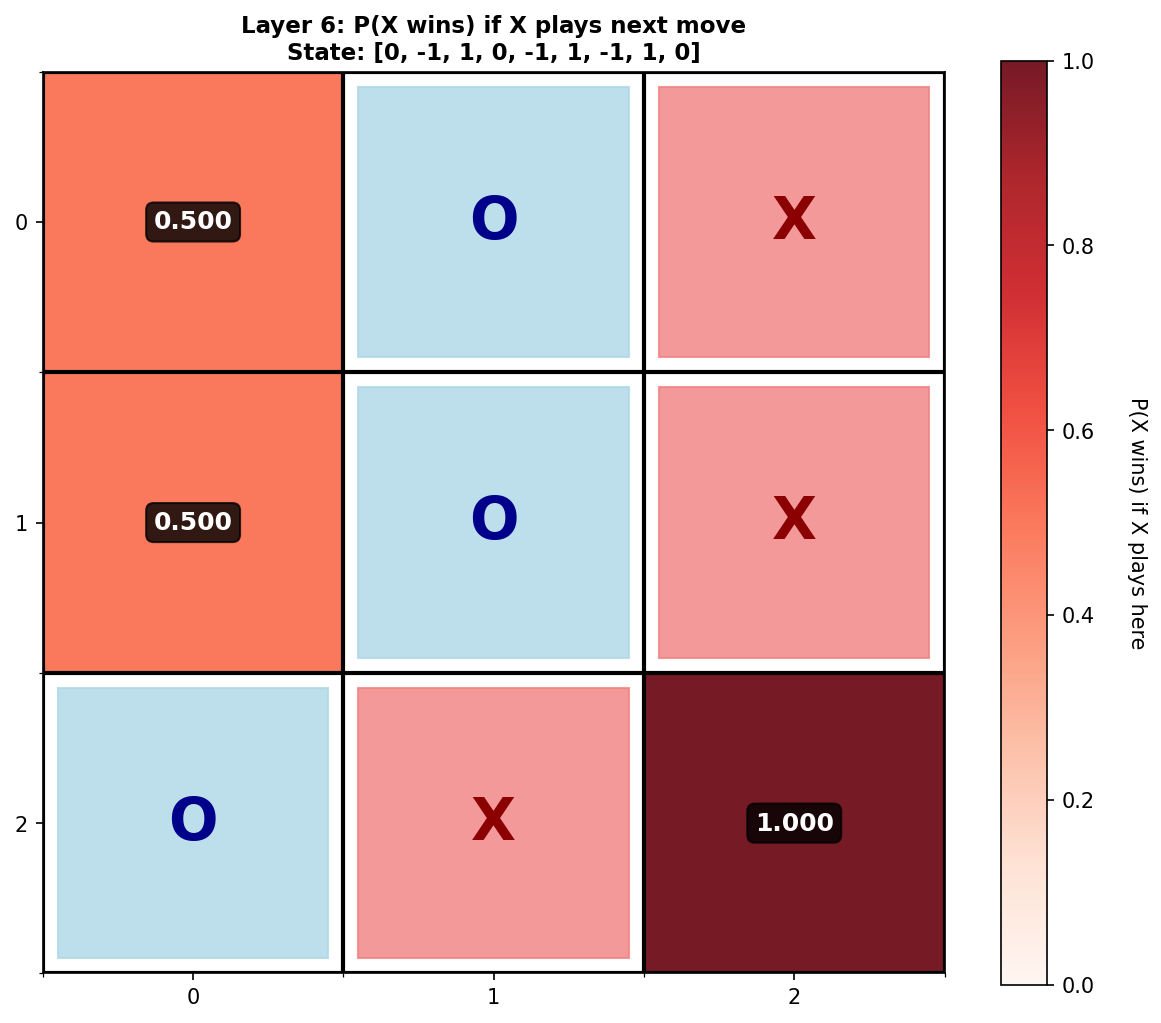 Layer 6: P(X wins) if X plays next move
State: [0, -1, 1, 0, -1, 1, -1, 1, 0]
0
0.500
O
X
1
0.500
O
X
2
O
X
1.000
0
1
2
1.0
0.8
0.6
0.4
0.2
0.0
P(X wins) if X plays here